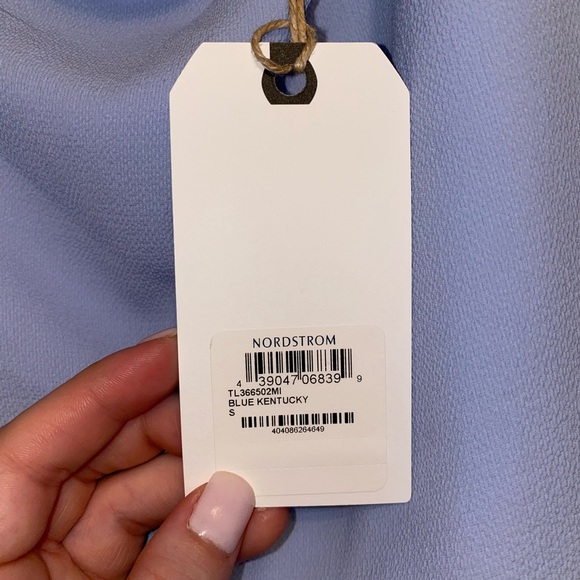 NORDSTROM
4 39047 06839 9
TL366502MI
BLUE KENTUCKY
S
404086264649